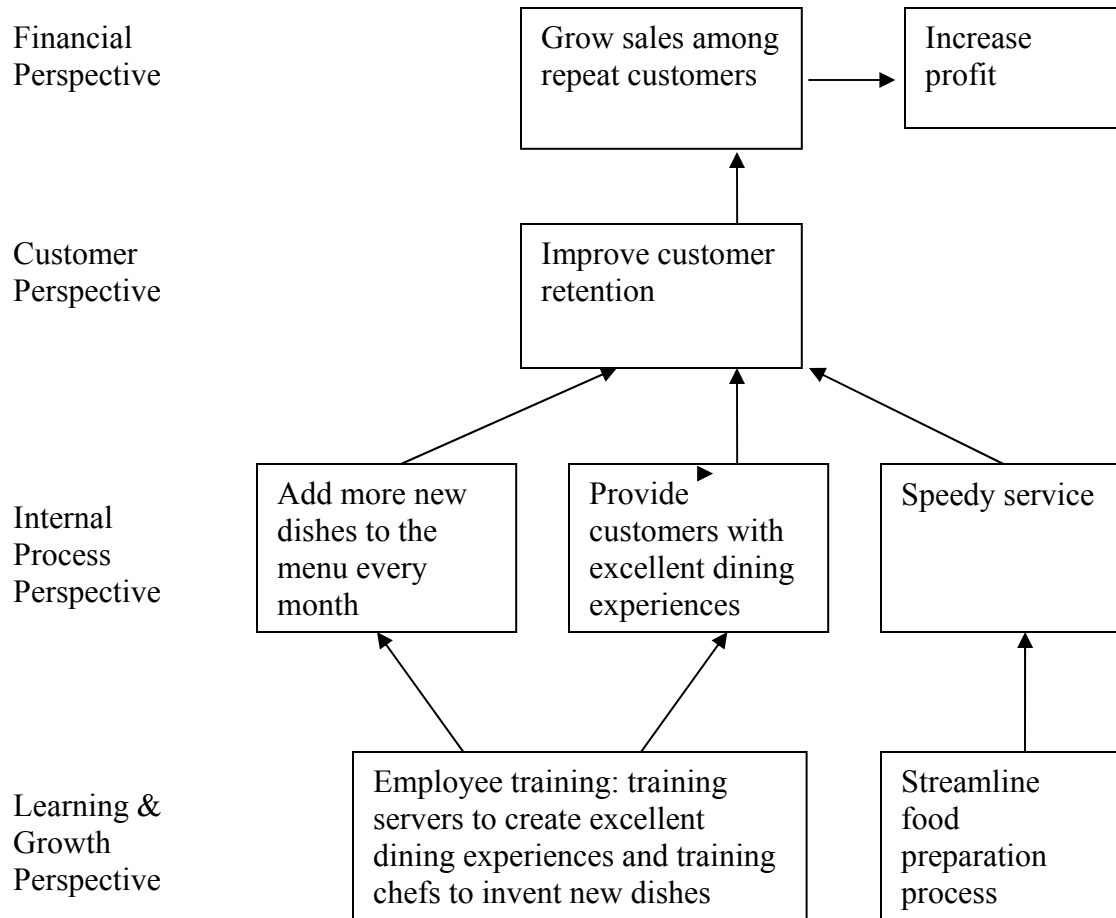 Financial
Perspective
Grow sales among
repeat customers
Increase
profit
Customer
Perspective
Improve customer
retention
Internal
Process
Perspective
Add more new
dishes to the
menu every
month
Provide
customers with
excellent dining
experiences
Speedy service
Learning &
Growth
Perspective
Employee training: training
servers to create excellent
dining experiences and training
chefs to invent new dishes
Streamline
food
preparation
process